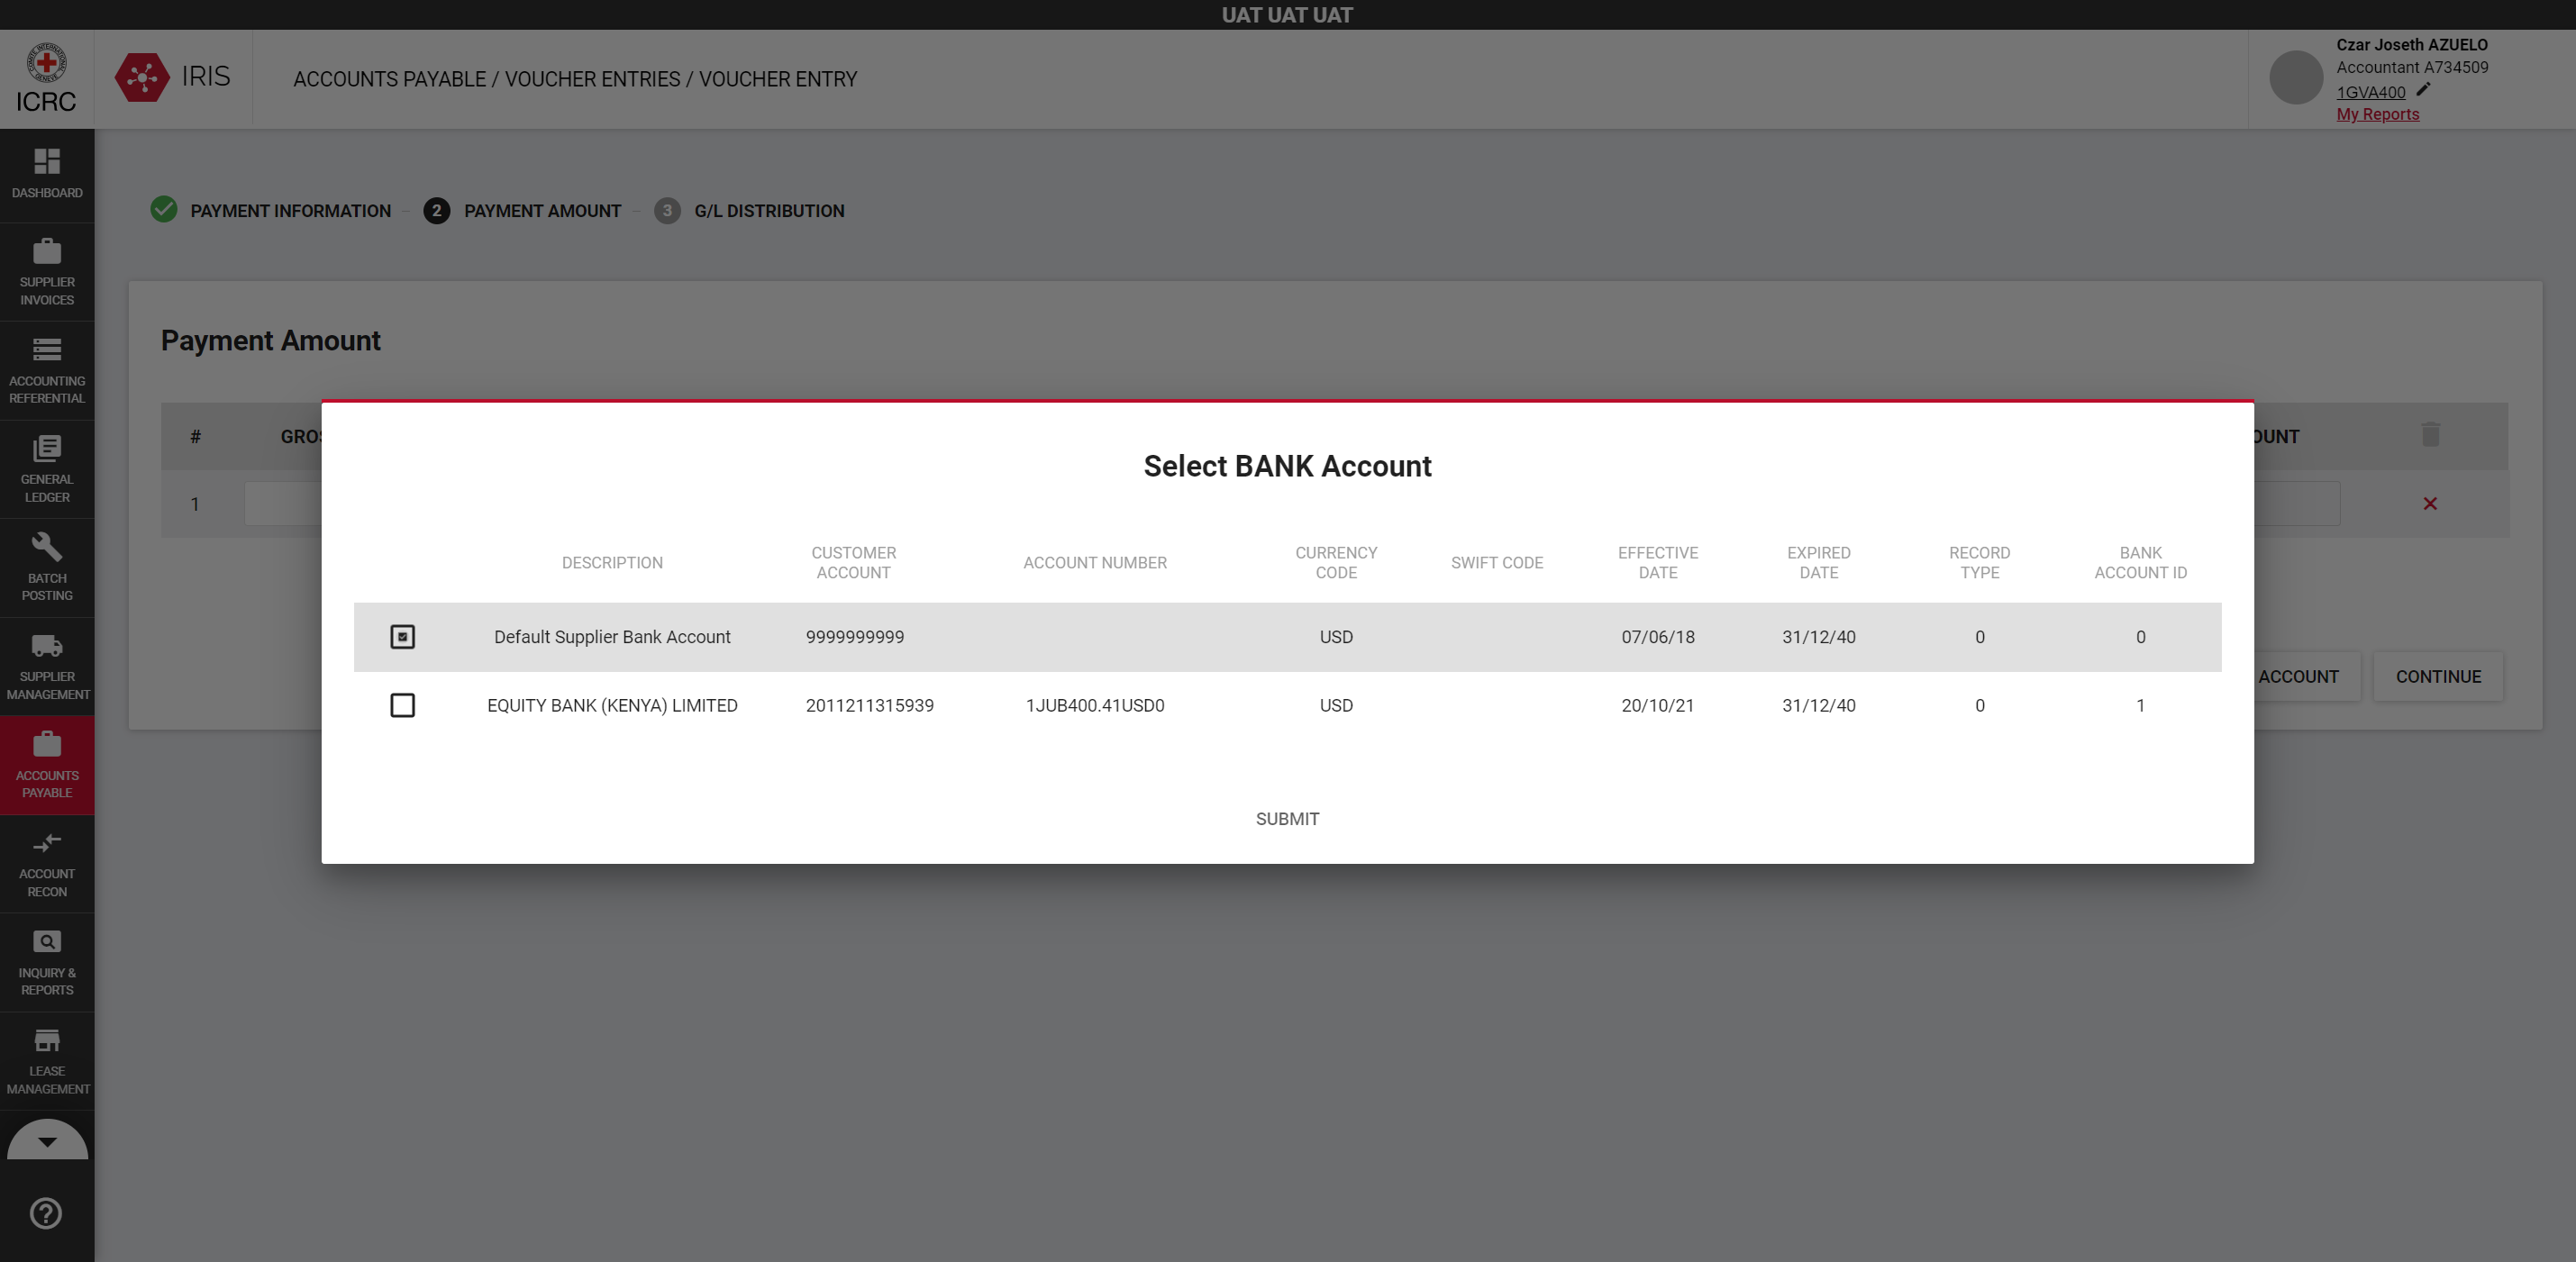 UAT UAT UAT
ICRC
IRIS
ACCOUNTS PAYABLE / VOUCHER ENTRIES / VOUCHER ENTRY
Czar Joseth AZUELO
Accountant A734509
1GVA400
My Reports
DASHBOARD
SUPPLIER
INVOICES
ACCOUNTING
REFERENTIAL
GENERAL
LEDGER
BATCH
POSTING
SUPPLIER
MANAGEMENT
ACCOUNTS
PAYABLE
ACCOUNT
RECON
INQUIRY &
REPORTS
LEASE
MANAGEMENT
PAYMENT INFORMATION - 2 PAYMENT AMOUNT - 3 G/L DISTRIBUTION
Payment Amount
#
1
Select BANK Account
DESCRIPTION CUSTOMER ACCOUNT ACCOUNT NUMBER CURRENCY CODE SWIFT CODE EFFECTIVE DATE EXPIRED DATE RECORD TYPE BANK ACCOUNT ID
Default Supplier Bank Account 9999999999 USD 07/06/18 31/12/40 0 0
EQUITY BANK (KENYA) LIMITED 2011211315939 1JUB400.41USD0 USD 20/10/21 31/12/40 0 1
SUBMIT
ACCOUNT
CONTINUE